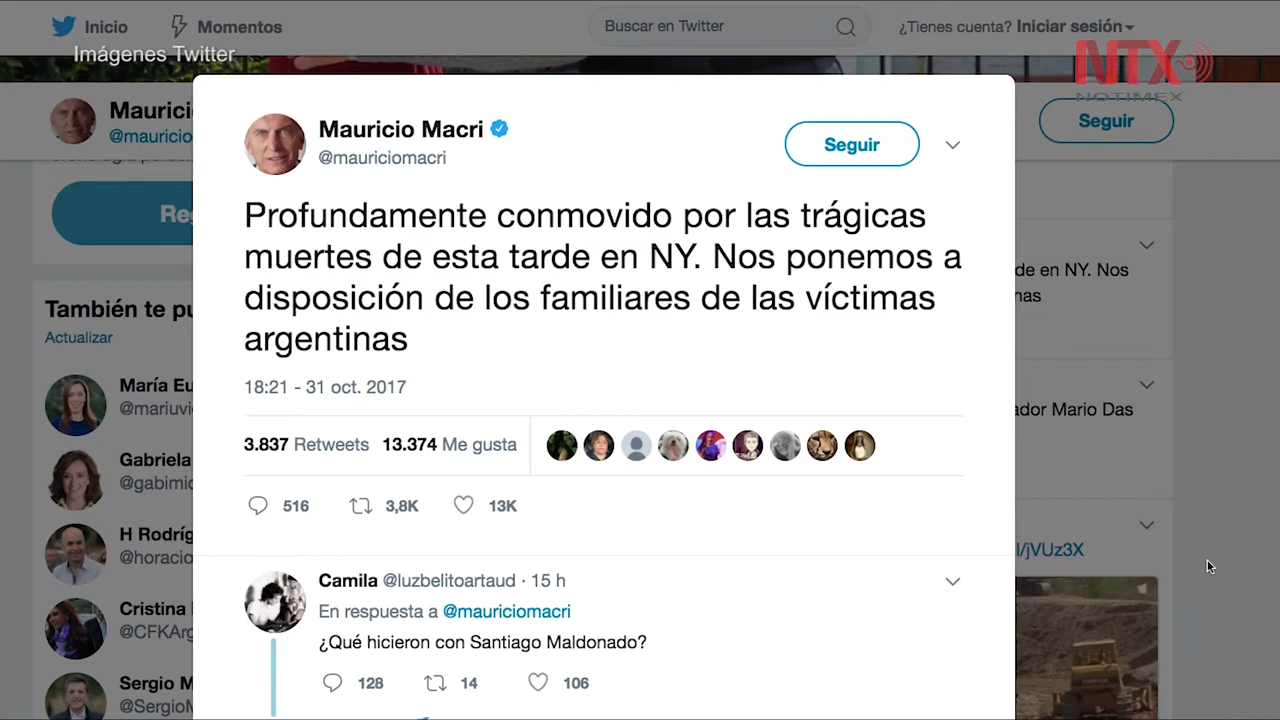 Inicio
Momentos
Buscar en Twitter
¿Tienes cuenta? Iniciar sesión
Imágenes Twitter
NTX
NOTIMEX
Mauricio Macri
@mauriciomacri
Seguir
Profundamente conmovido por las trágicas
muertes de esta tarde en NY. Nos ponemos a
disposición de los familiares de las víctimas
argentinas
18:21 - 31 oct. 2017
3.837 Retweets 13.374 Me gusta
516 3,8K 13K
Camila @luzbelitoartaud · 15 h
En respuesta a @mauriciomacri
¿Qué hicieron con Santiago Maldonado?
128 14 106
Mauric
@mauricio
Seguir
Re
También te pu
Actualizar
María Eu
@mariuvi
Gabriela
@gabimic
H Rodríg
@horacio
Cristina
@CFKArg
Sergio M
@SergioM
de en NY. Nos
nas
ador Mario Das
l/jVUz3X